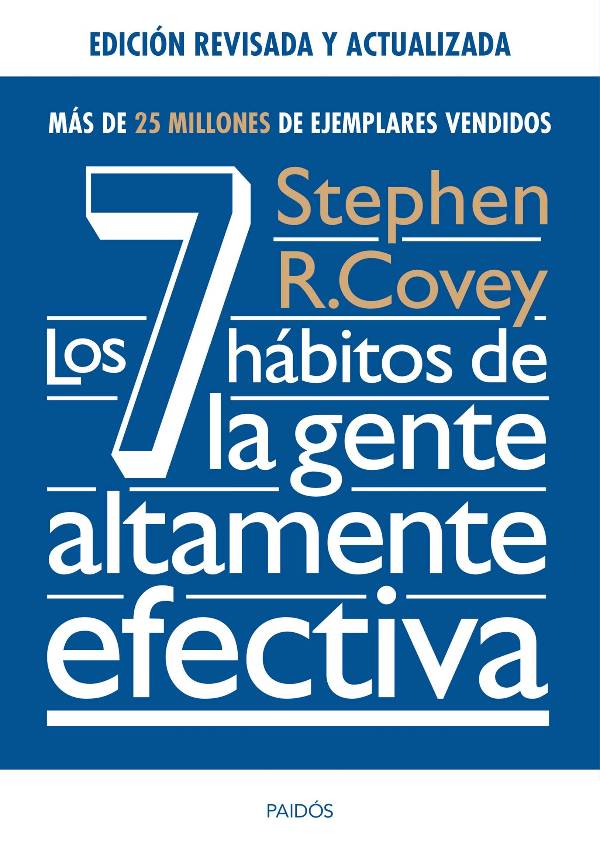 EDICIÓN REVISADA Y ACTUALIZADA
MÁS DE 25 MILLONES DE EJEMPLARES VENDIDOS
Stephen
R.Covey
Los 7 hábitos de
la gente
altamente
efectiva
PAIDÓS